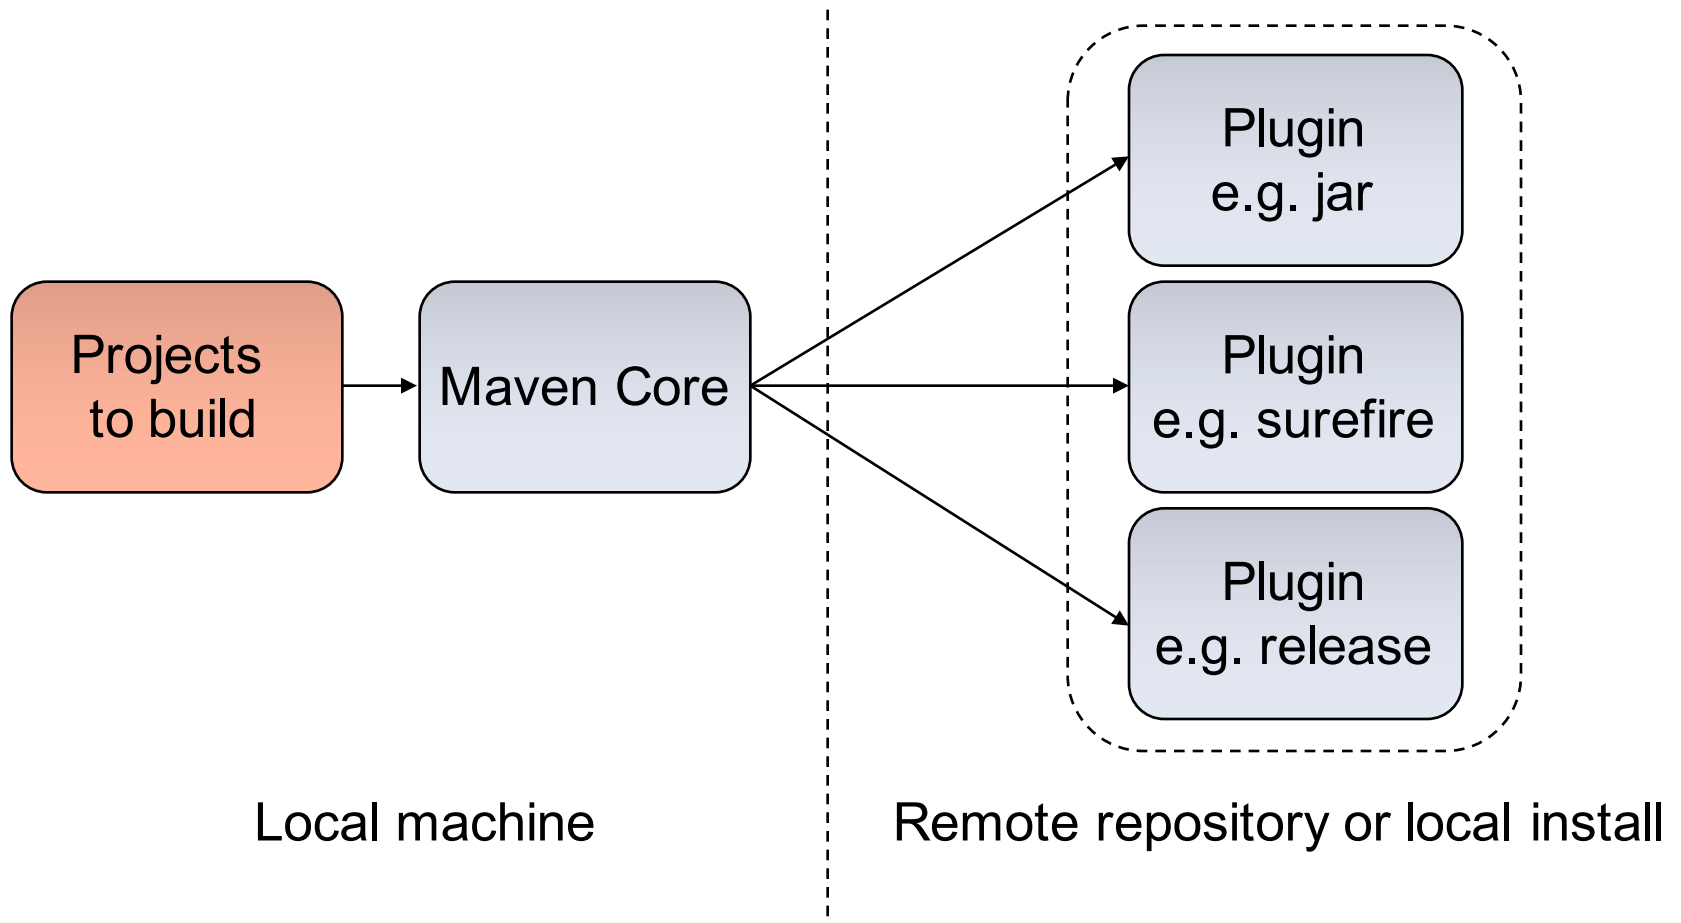 Projects
to build
Maven Core
Plugin
e.g. jar
Plugin
e.g. surefire
Plugin
e.g. release
Local machine
Remote repository or local install